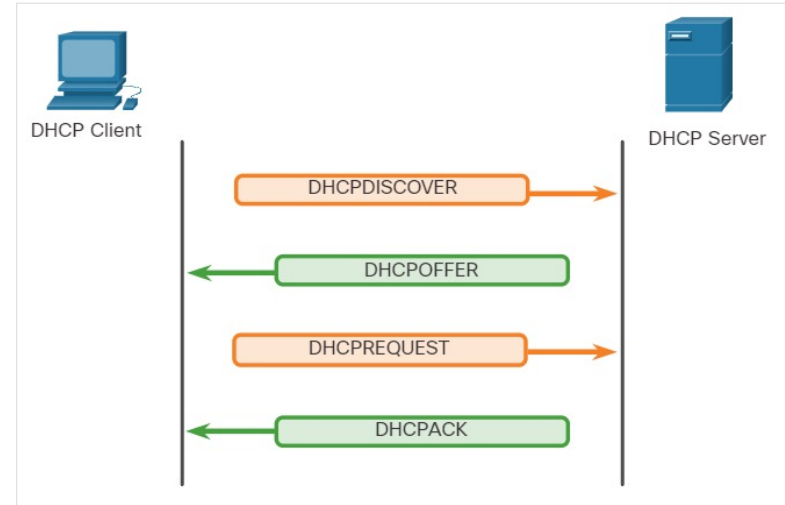 DHCP Client
DHCP Server
DHCPDISCOVER
DHCPOFFER
DHCPREQUEST
DHCPACK